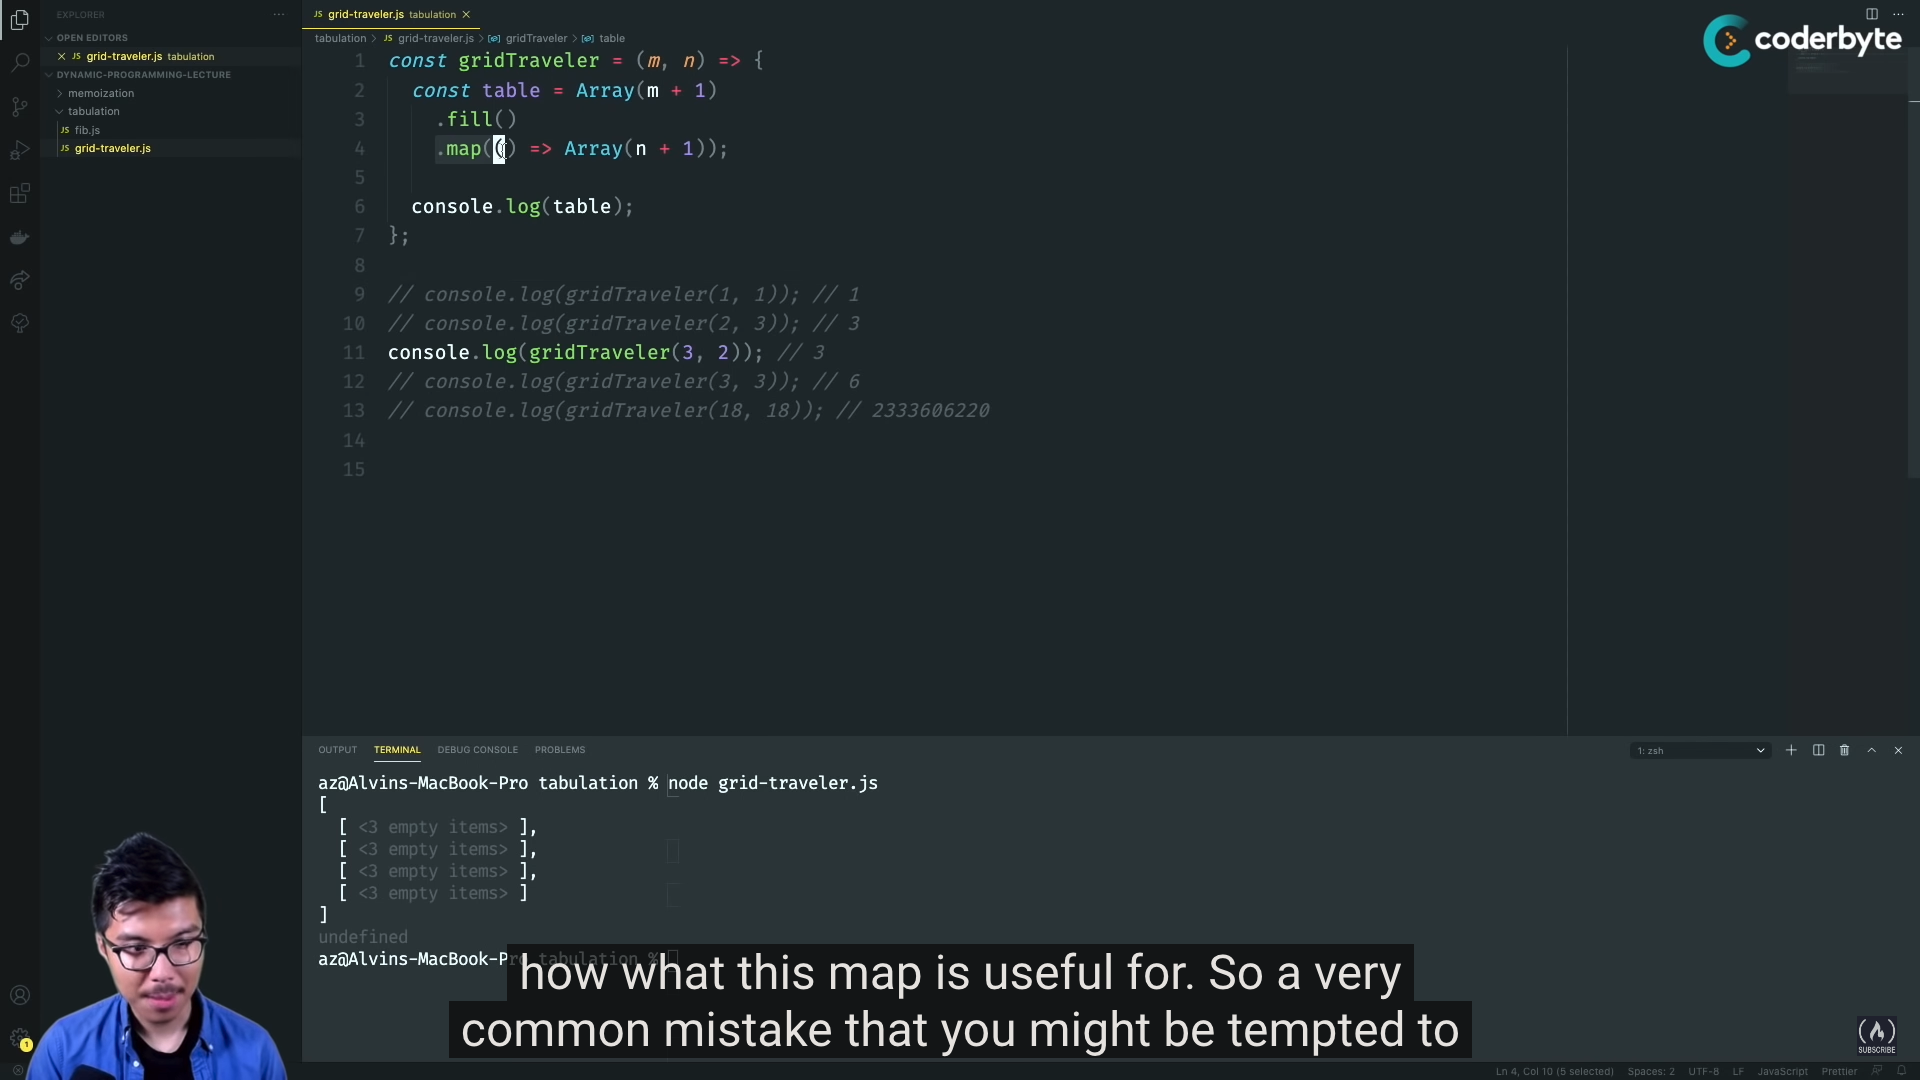 EXPLORER
OPEN EDITORS
JS grid-traveler.js tabulation
DYNAMIC-PROGRAMMING-LECTURE
memoization
tabulation
JS fib.js
JS grid-traveler.js
JS grid-traveler.js tabulation
tabulation > JS grid-traveler.js > gridTraveler > table
coderbyte
1 const gridTraveler = (m, n) => {
2 const table = Array(m + 1)
3 .fill()
4 .map(() => Array(n + 1));
5
6 console.log(table);
7 };
8
9 // console.log(gridTraveler(1, 1)); // 1
10 // console.log(gridTraveler(2, 3)); // 3
11 console.log(gridTraveler(3, 2)); // 3
12 // console.log(gridTraveler(3, 3)); // 6
13 // console.log(gridTraveler(18, 18)); // 2333606220
14
15
OUTPUT TERMINAL DEBUG CONSOLE PROBLEMS
1: zsh
az@Alvins-MacBook-Pro tabulation % node grid-traveler.js
[
[ <3 empty items> ],
[ <3 empty items> ],
[ <3 empty items> ],
[ <3 empty items> ]
]
undefined
az@Alvins-MacBook-Pro tabulation %
how what this map is useful for. So a very
common mistake that you might be tempted to
1
SUBSCRIBE
Ln 4, Col 10 (5 selected) Spaces: 2 UTF-8 LF JavaScript Prettier